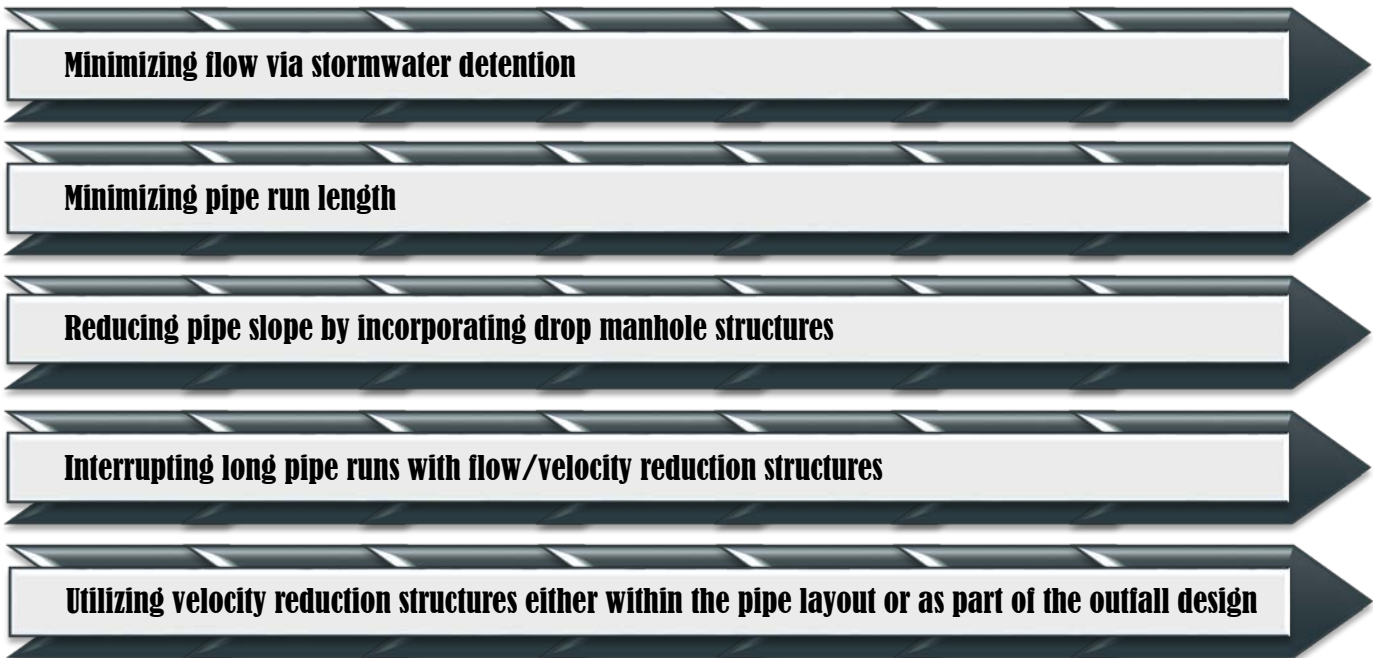 Minimizing flow via stormwater detention
Minimizing pipe run length
Reducing pipe slope by incorporating drop manhole structures
Interrupting long pipe runs with flow/velocity reduction structures
Utilizing velocity reduction structures either within the pipe layout or as part of the outfall design